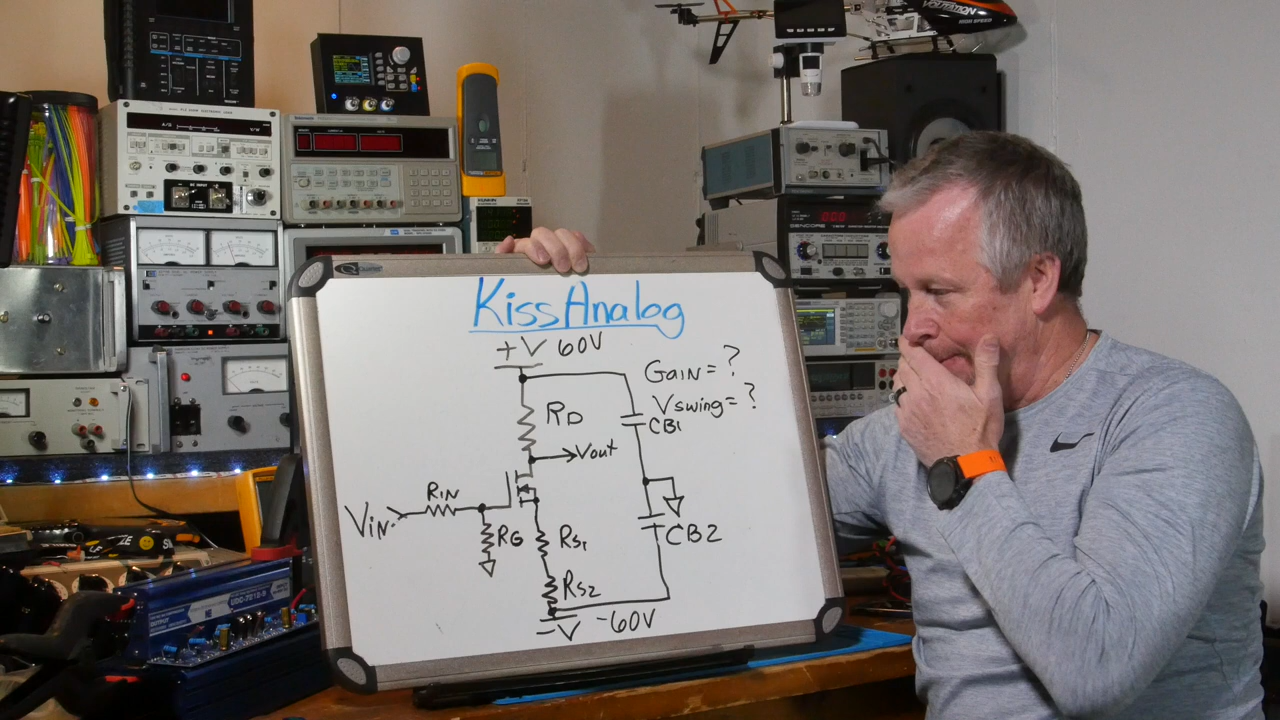 KissAnalog
+V 60V
Gain = ?
Vswing = ?
RD
CB1
Vout
RIN
Vin
RG
RS1
CB2
RS2
-V -60V